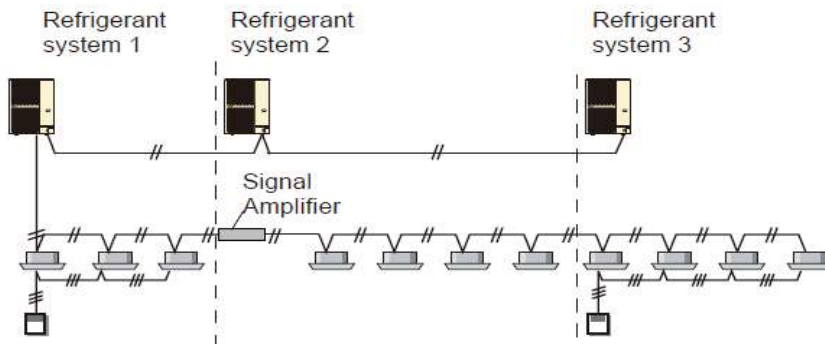 Refrigerant
system 1
Refrigerant
system 2
Refrigerant
system 3
Signal
Amplifier